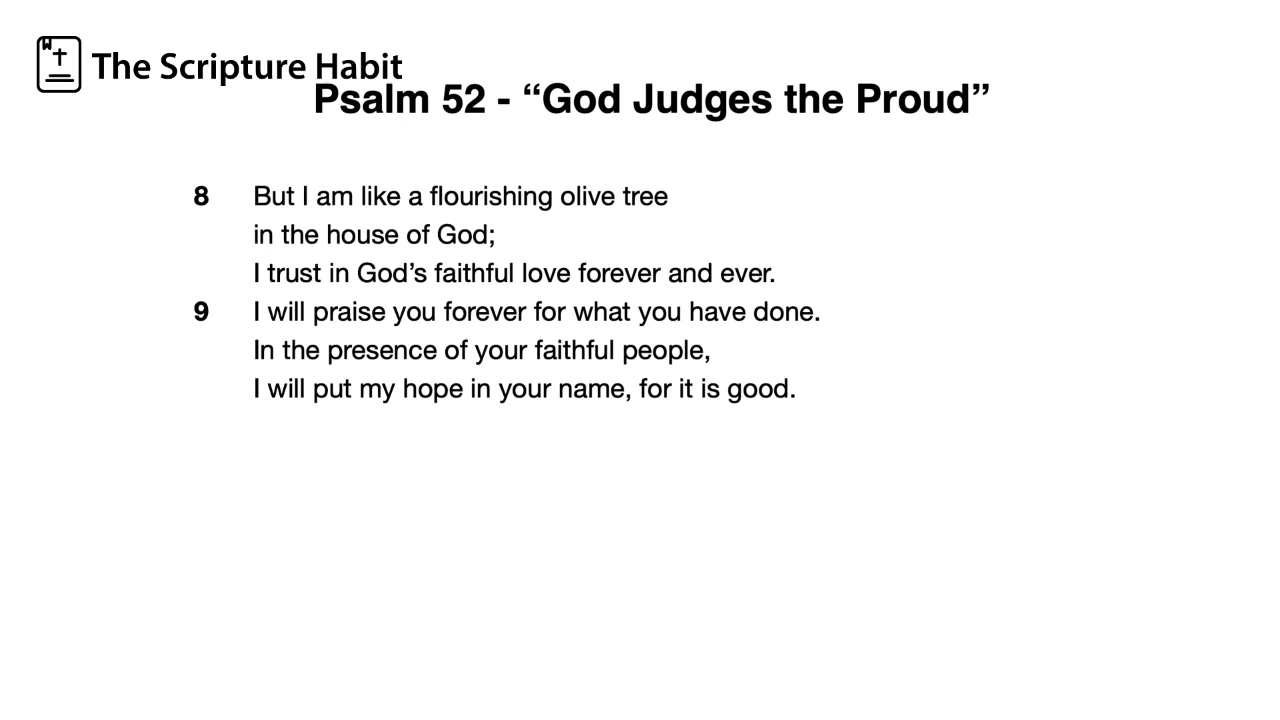 The Scripture Habit
Psalm 52 - “God Judges the Proud”
8 But I am like a flourishing olive tree
in the house of God;
I trust in God’s faithful love forever and ever.
9 I will praise you forever for what you have done.
In the presence of your faithful people,
I will put my hope in your name, for it is good.